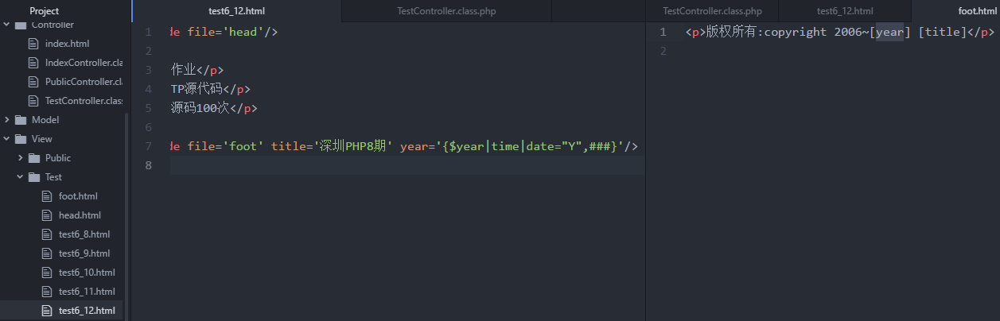 Project
Controller
index.html
IndexController.cla
PublicController.cl
TestController.class
Model
View
Public
Test
foot.html
head.html
test6_8.html
test6_9.html
test6_10.html
test6_11.html
test6_12.html
test6_12.html
TestController.class.php
1 de file='head'/>
2
3 作业</p>
4 TP源代码</p>
5 源码100次</p>
6
7 de file='foot' title='深圳PHP8期' year='{$year|time|date="Y",###}'/>
8
TestController.class.php
test6_12.html
foot.html
1 <p>版权所有:copyright 2006~[year] [title]</p>
2